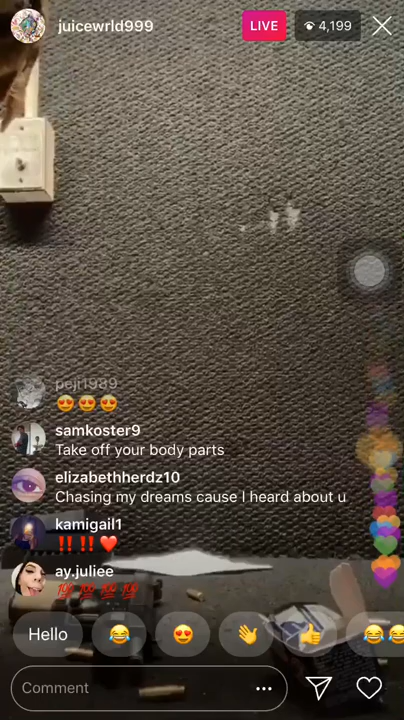 juicewrld999
LIVE
4,199
pejt1989
😍😍😍
samkoster9
Take off your body parts
elizabethherdz10
Chasing my dreams cause I heard about u
kamigail1
‼️‼️❤️
ay.juliee
💯💯💯💯
Hello
Comment